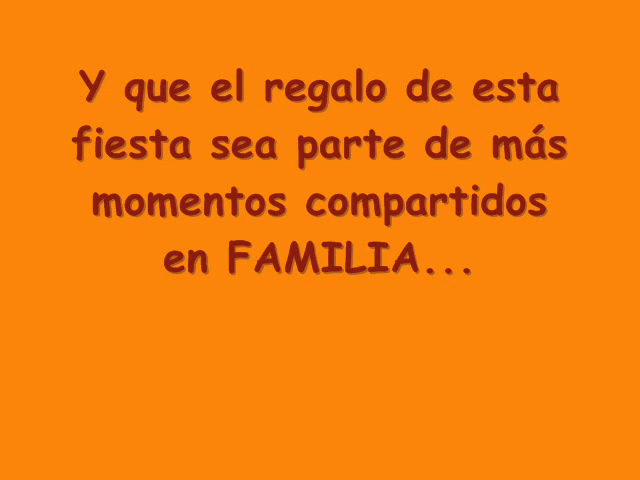 Y que el regalo de esta
fiesta sea parte de más
momentos compartidos
en FAMILIA...